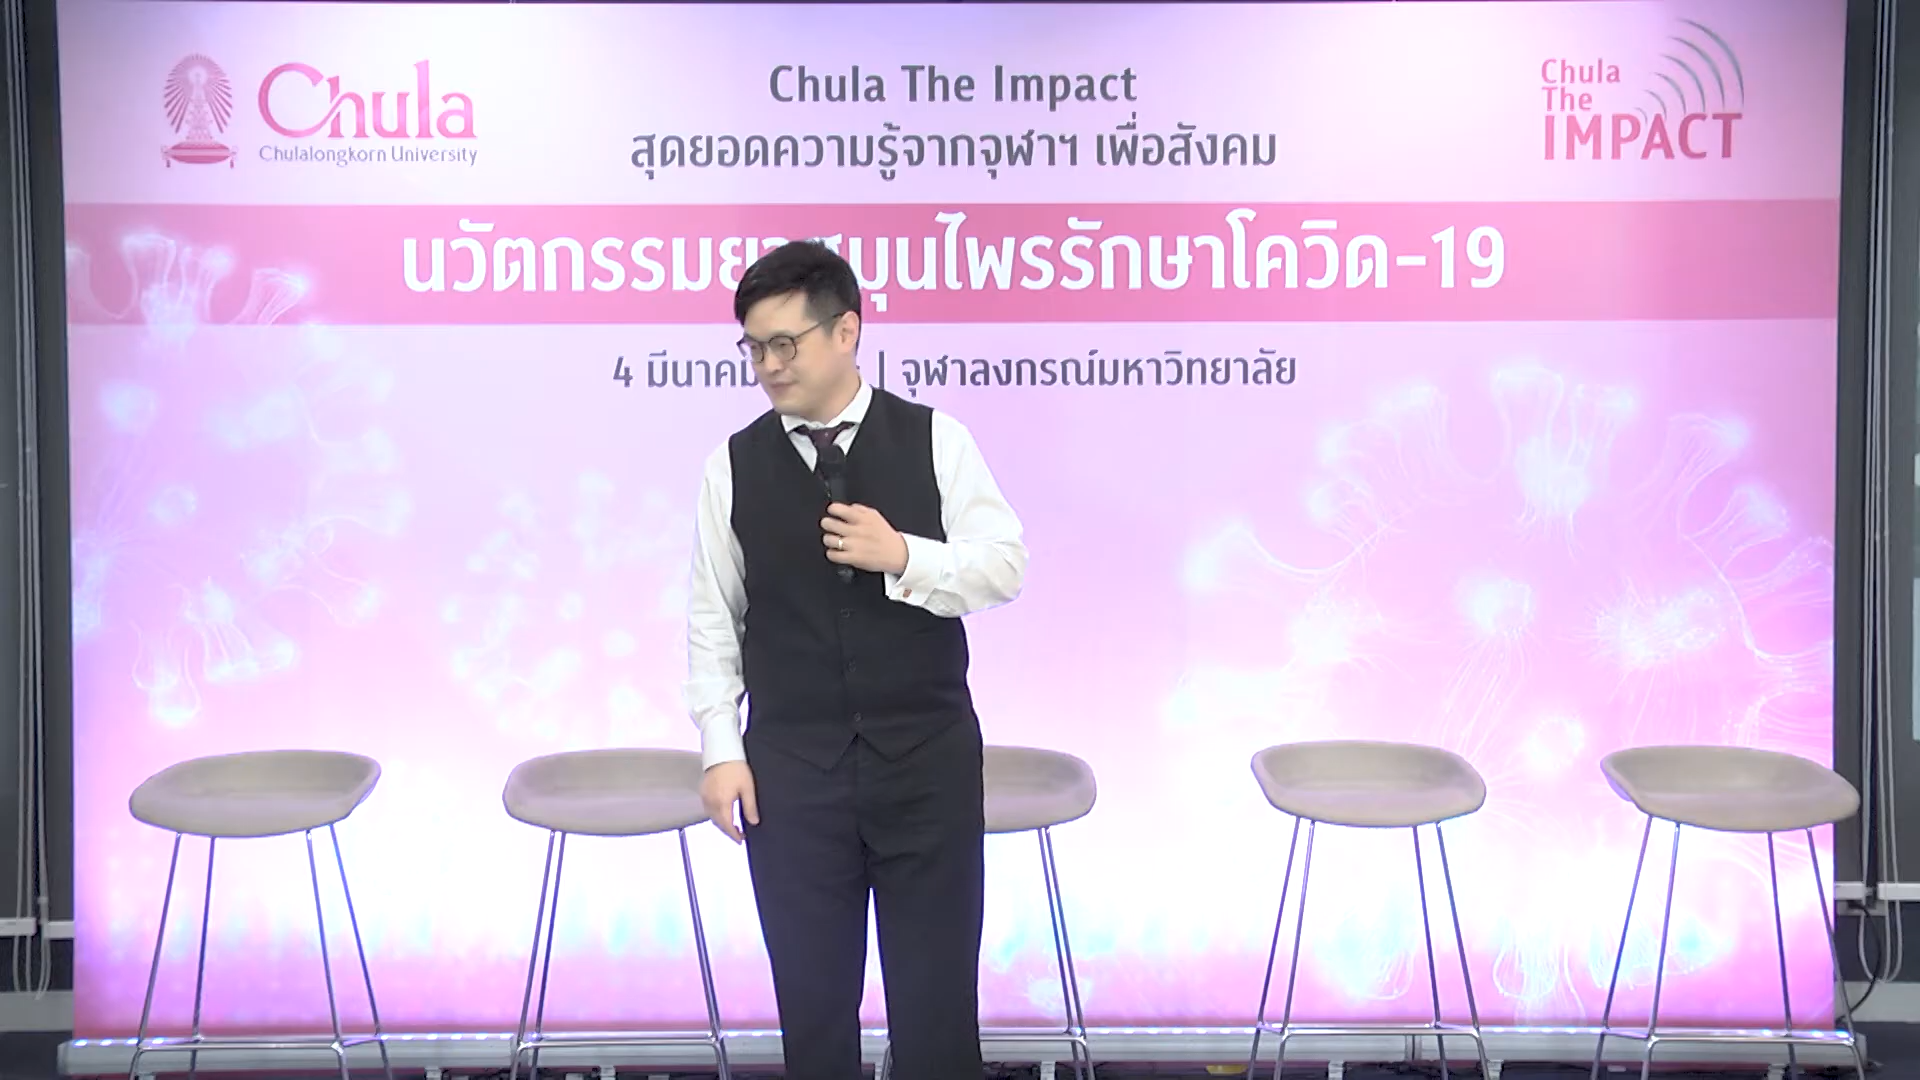 Chula
Chulalongkorn University
Chula The Impact
สุดยอดความรู้จากจุฬาฯ เพื่อสังคม
Chula
The
IMPACT
นวัตกรรมยาสมุนไพรรักษาโควิด-19
4 มีนาคม | จุฬาลงกรณ์มหาวิทยาลัย